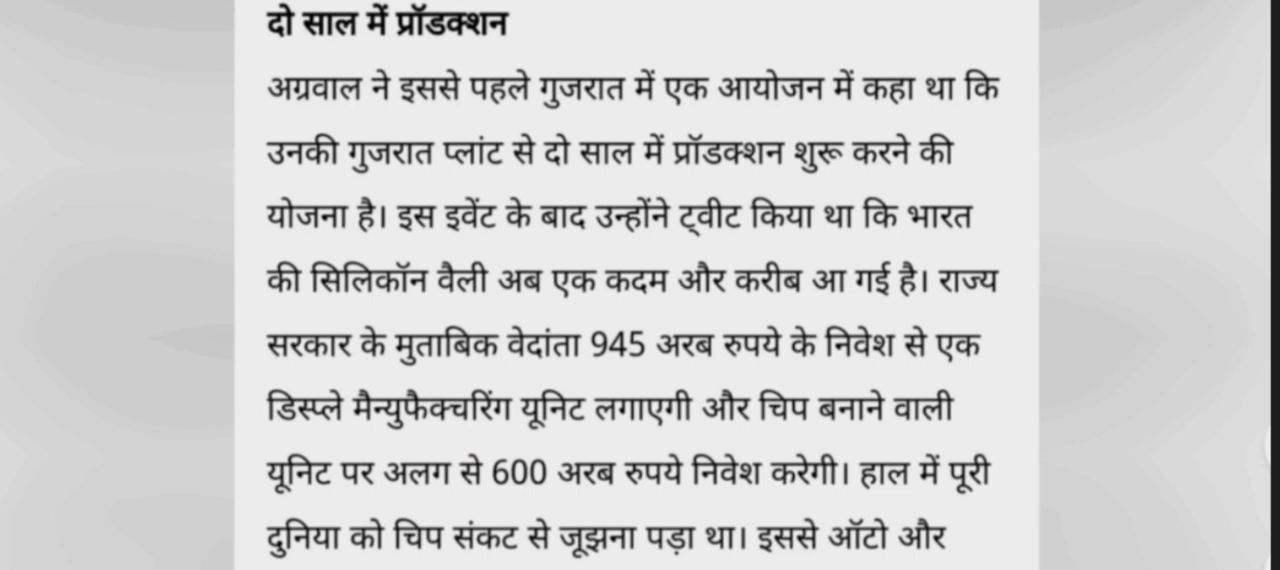 दो साल में प्रॉडक्शन
अग्रवाल ने इससे पहले गुजरात में एक आयोजन में कहा था कि
उनकी गुजरात प्लांट से दो साल में प्रॉडक्शन शुरू करने की
योजना है। इस इवेंट के बाद उन्होंने ट्वीट किया था कि भारत
की सिलिकॉन वैली अब एक कदम और करीब आ गई है। राज्य
सरकार के मुताबिक वेदांता 945 अरब रुपये के निवेश से एक
डिस्प्ले मैन्युफैक्चरिंग यूनिट लगाएगी और चिप बनाने वाली
यूनिट पर अलग से 600 अरब रुपये निवेश करेगी। हाल में पूरी
दुनिया को चिप संकट से जूझना पड़ा था। इससे ऑटो और